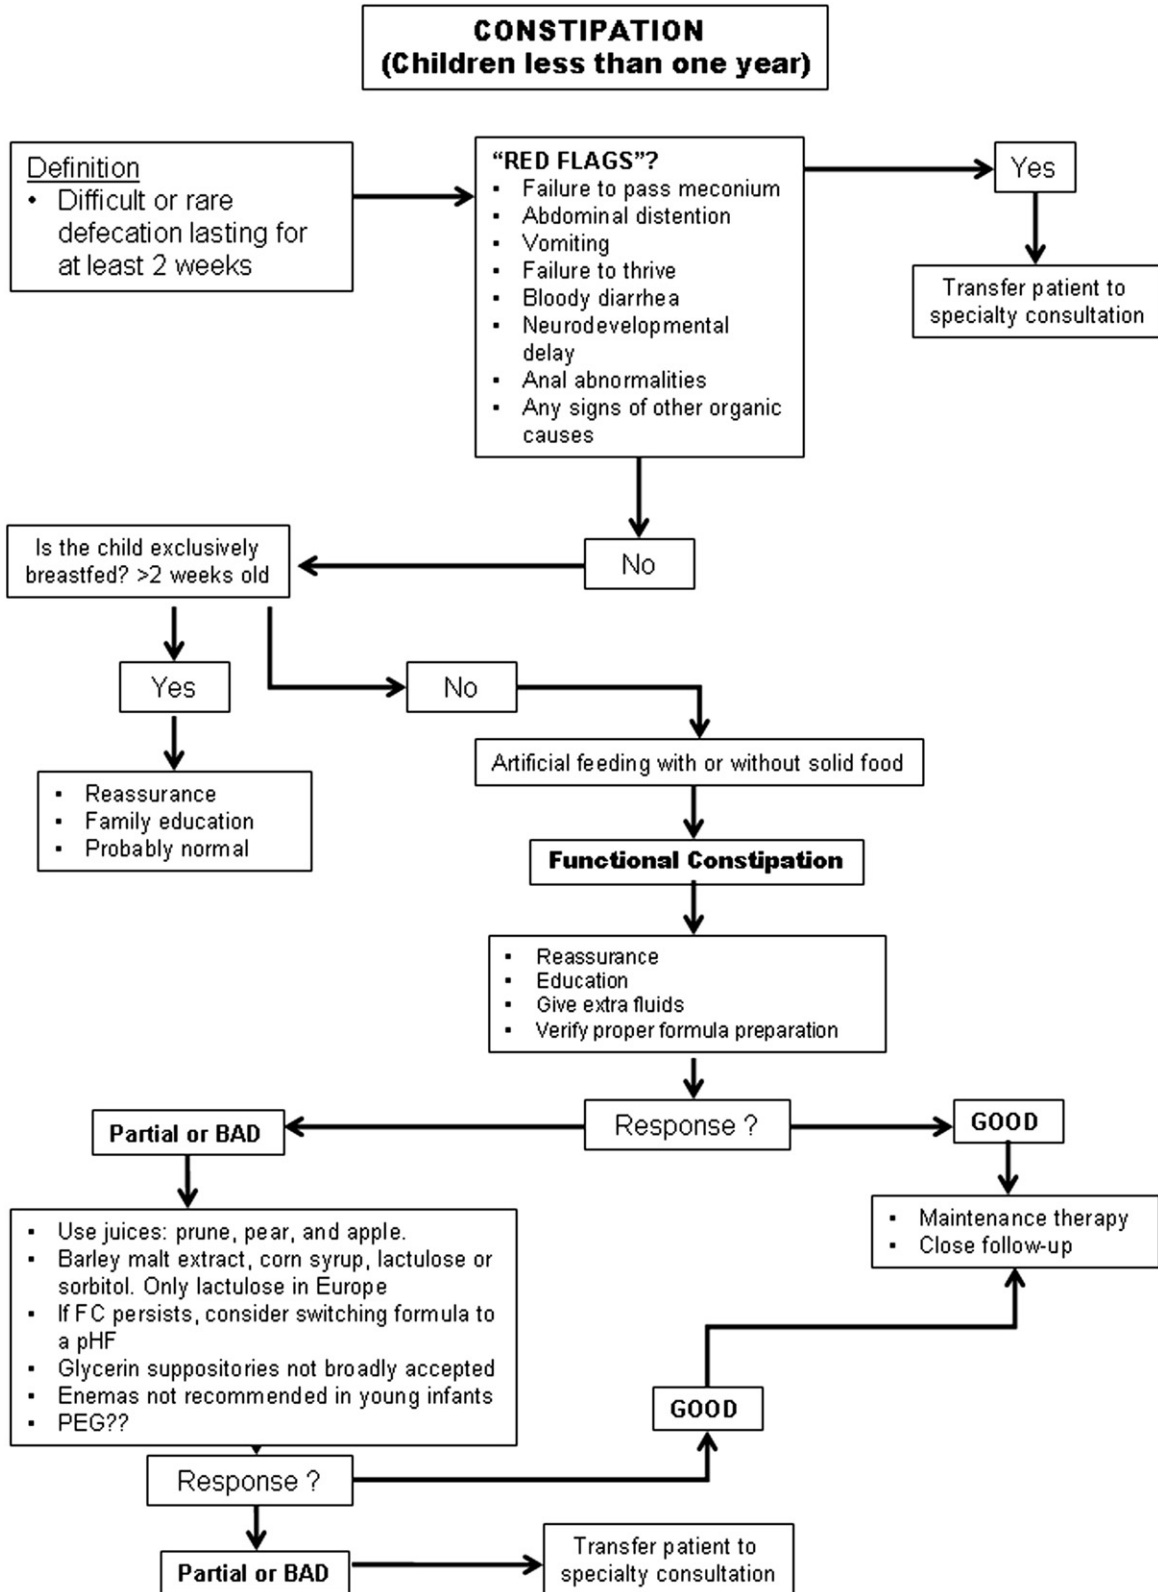 CONSTIPATION
(Children less than one year)
Definition
• Difficult or rare
defecation lasting for
at least 2 weeks
“RED FLAGS”?
▪ Failure to pass meconium
▪ Abdominal distention
▪ Vomiting
▪ Failure to thrive
▪ Bloody diarrhea
▪ Neurodevelopmental
delay
▪ Anal abnormalities
▪ Any signs of other organic
causes
Yes
Transfer patient to
specialty consultation
No
Is the child exclusively
breastfed? >2 weeks old
Yes
No
▪ Reassurance
▪ Family education
▪ Probably normal
Artificial feeding with or without solid food
Functional Constipation
▪ Reassurance
▪ Education
▪ Give extra fluids
▪ Verify proper formula preparation
Response ?
Partial or BAD
GOOD
▪ Use juices: prune, pear, and apple.
▪ Barley malt extract, corn syrup, lactulose or
sorbitol. Only lactulose in Europe
▪ If FC persists, consider switching formula to
a pHF
▪ Glycerin suppositories not broadly accepted
▪ Enemas not recommended in young infants
▪ PEG??
▪ Maintenance therapy
▪ Close follow-up
GOOD
Response ?
Partial or BAD
Transfer patient to
specialty consultation